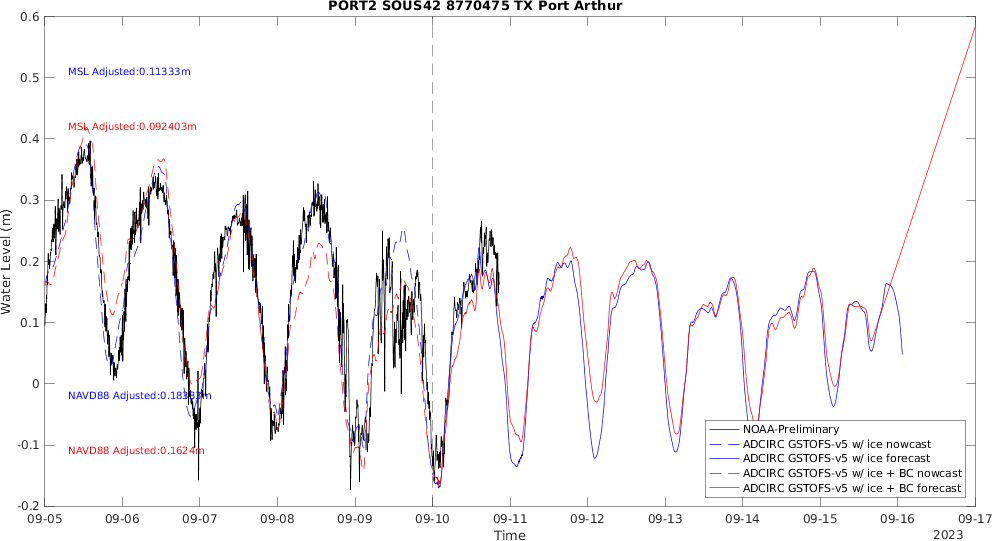 PORT2 SOUS42 8770475 TX Port Arthur
0.6
0.5
0.4
0.3
0.2
0.1
0
-0.1
-0.2
Water Level (m)
MSL Adjusted:0.11333m
MSL Adjusted:0.092403m
NAVD88 Adjusted:0.18333m
NAVD88 Adjusted:0.1624m
NOAA-Preliminary
ADCIRC GSTOFS-v5 w/ ice nowcast
ADCIRC GSTOFS-v5 w/ ice forecast
ADCIRC GSTOFS-v5 w/ ice + BC nowcast
ADCIRC GSTOFS-v5 w/ ice + BC forecast
09-05 09-06 09-07 09-08 09-09 09-10 09-11 09-12 09-13 09-14 09-15 09-16 09-17
Time
2023